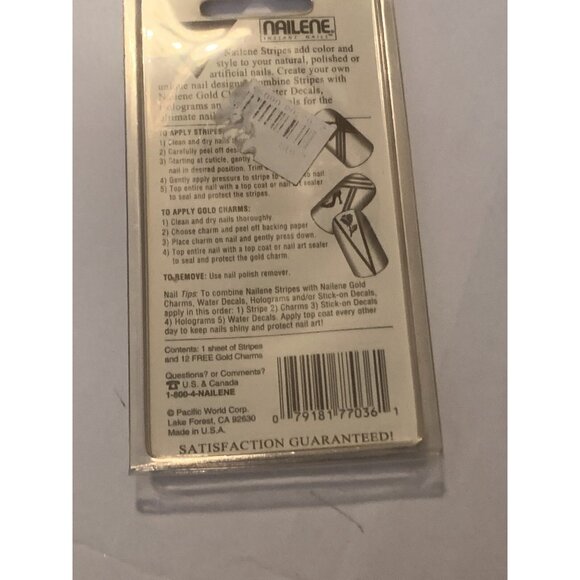 NAILENE
INSTANT NAILS
Nailene Stripes add color and
style to your natural, polished or
artificial nails. Create your own
unique nail design. Combine Stripes with
Nailene Gold Water Decals,
Holograms an for the
ultimate nail
TO APPLY STRIPES
1) Clean and dry nails
2) Carefully peel off
3) Starting at cuticle, gently
nail in desired position. Trim
4) Gently apply pressure to stripe to nail
5) Top entire nail with a top coat or nail art sealer
to seal and protect the stripes.
TO APPLY GOLD CHARMS:
1) Clean and dry nails thoroughly
2) Choose charm and peel off backing paper
3) Place charm on nail and gently press down.
4) Top entire nail with a top coat or nail art sealer
to seal and protect the gold charm.
TO REMOVE: Use nail polish remover.
Nail Tips: To combine Nailene Stripes with Nailene Gold
Charms, Water Decals, Holograms and/or Stick-on Decals
apply in this order: 1) Stripe 2) Charms 3) Stick-on Decals
4) Holograms 5) Water Decals. Apply top coat every other
day to keep nails shiny and protect nail art!
Contents: 1 sheet of Stripes
and 12 FREE Gold Charms
Questions? or Comments?
☎ U.S. & Canada
1-800-4-NAILENE
© Pacific World Corp.
Lake Forest, CA 92630
Made in U.S.A.
0 79181 77036 1
SATISFACTION GUARANTEED!